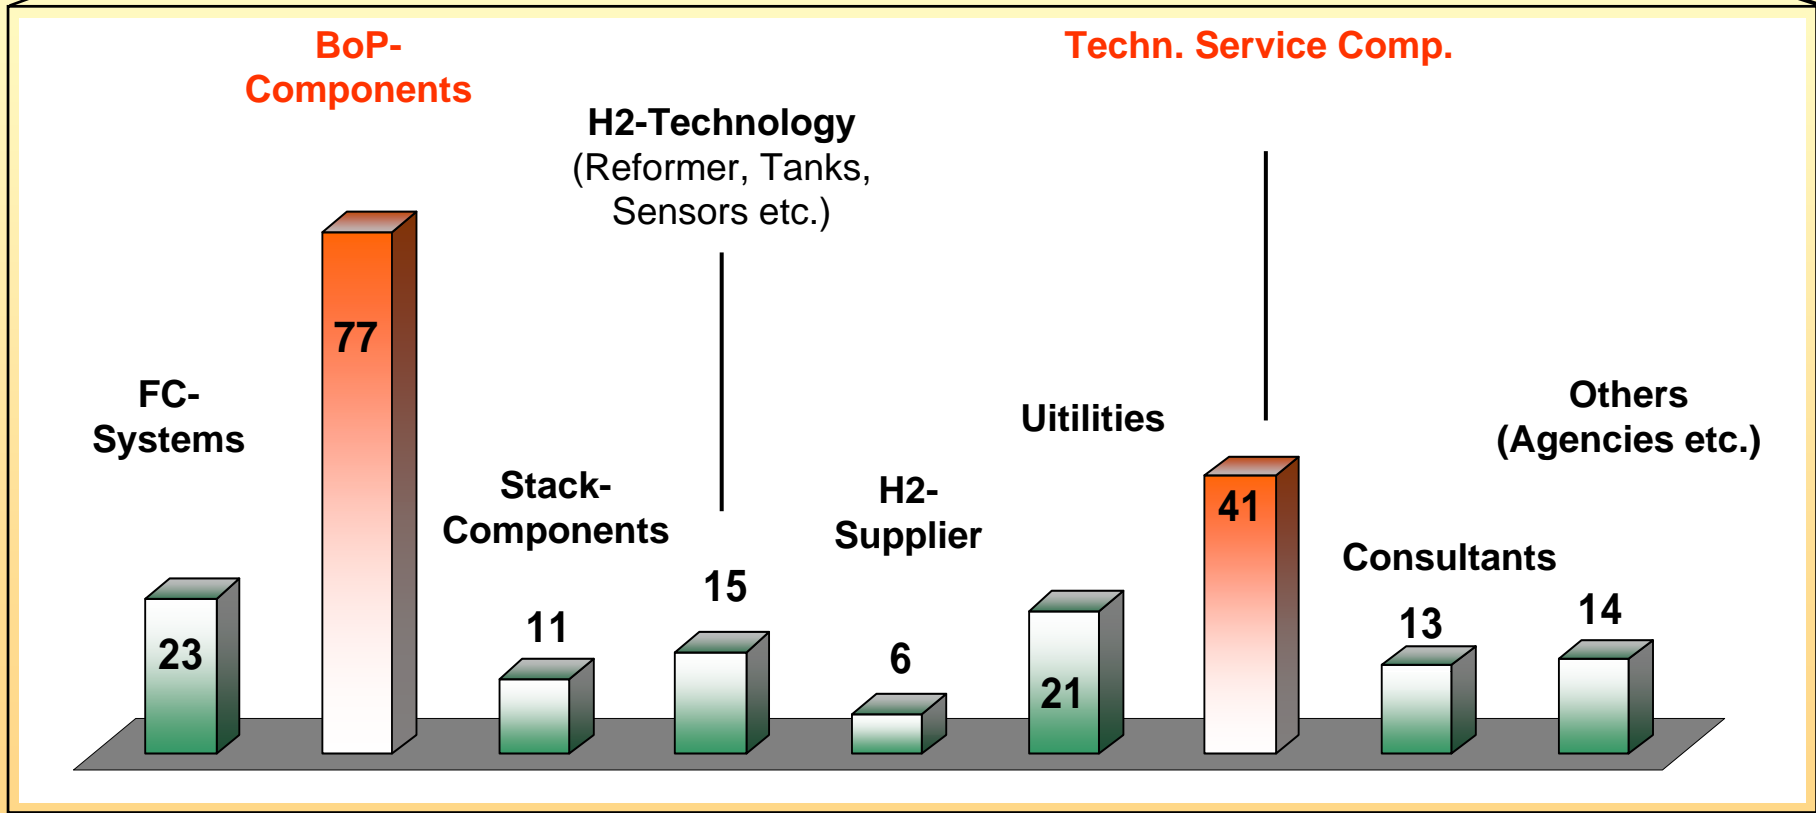 BoP-
Components
Techn. Service Comp.
H2-Technology
(Reformer, Tanks,
Sensors etc.)
77
FC-
Systems
Uitilities
Others
(Agencies etc.)
Stack-
Components
H2-
Supplier
41
Consultants
23
11
15
6
21
13
14